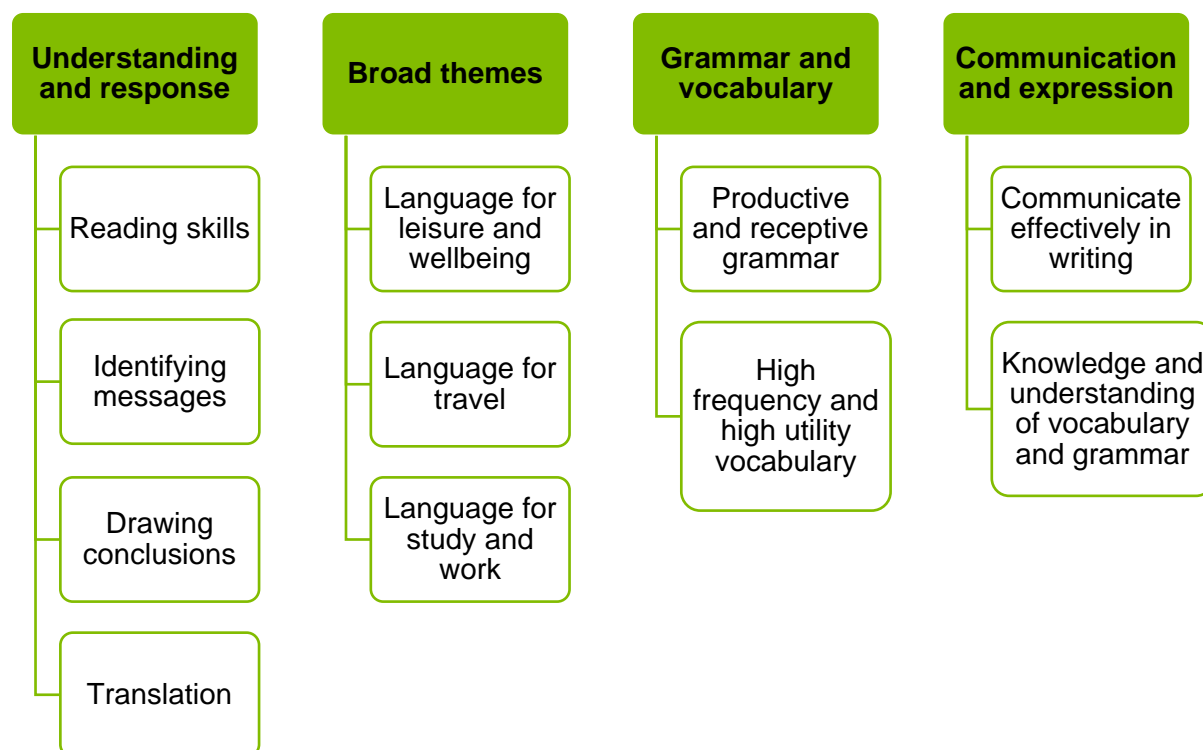 Understanding
and response
Reading skills
Identifying
messages
Drawing
conclusions
Translation
Broad themes
Language for
leisure and
wellbeing
Language for
travel
Language for
study and
work
Grammar and
vocabulary
Productive
and receptive
grammar
High
frequency and
high utility
vocabulary
Communication
and expression
Communicate
effectively in
writing
Knowledge and
understanding
of vocabulary
and grammar